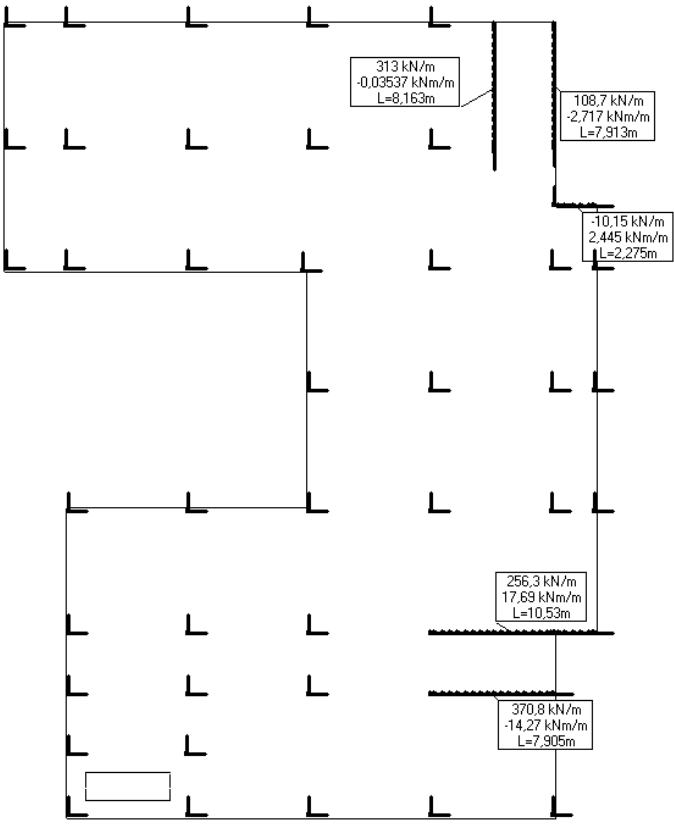 313 kN/m
-0,03537 kNm/m
L=8,163m
108,7 kN/m
-2,717 kNm/m
L=7,913m
-10,15 kN/m
2,445 kNm/m
L=2,275m
256,3 kN/m
17,69 kNm/m
L=10,53m
370,8 kN/m
-14,27 kNm/m
L=7,905m